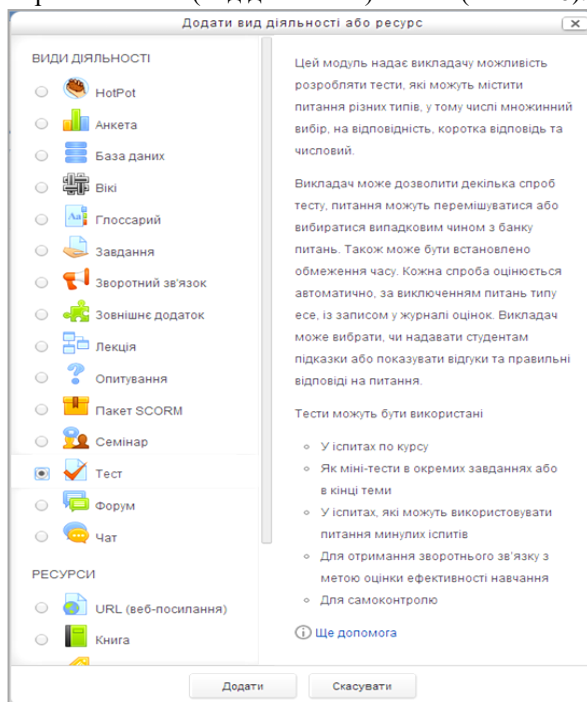 Додати вид діяльності або ресурс
ВИДИ ДІЯЛЬНОСТІ
HotPot
Анкета
База даних
Вікі
Глоссарий
Завдання
Зворотний зв'язок
Зовнішнє додаток
Лекція
Опитування
Пакет SCORM
Семінар
Тест
Форум
Чат
РЕСУРСИ
URL (веб-посилання)
Книга
Цей модуль надає викладачу можливість
розробляти тести, які можуть містити
питання різних типів, у тому числі множинний
вибір, на відповідність, коротка відповідь та
числовий.
Викладач може дозволити декілька спроб
тесту, питання можуть переміщуватися або
вибиратися випадковим чином з банку
питань. Також може бути встановлено
обмеження часу. Кожна спроба оцінюється
автоматично, за виключенням питань типу
есе, із записом у журналі оцінок. Викладач
може вибрати, чи надавати студентам
підказки або показувати відгуки та правильні
відповіді на питання.
Тести можуть бути використані
У іспитах по курсу
Як міні-тести в окремих завданнях або
в кінці теми
У іспитах, які можуть використовувати
питання минулих іспитів
Для отримання зворотнього зв'язку з
метою оцінки ефективності навчання
Для самоконтролю
Ще допомога
Додати
Скасувати